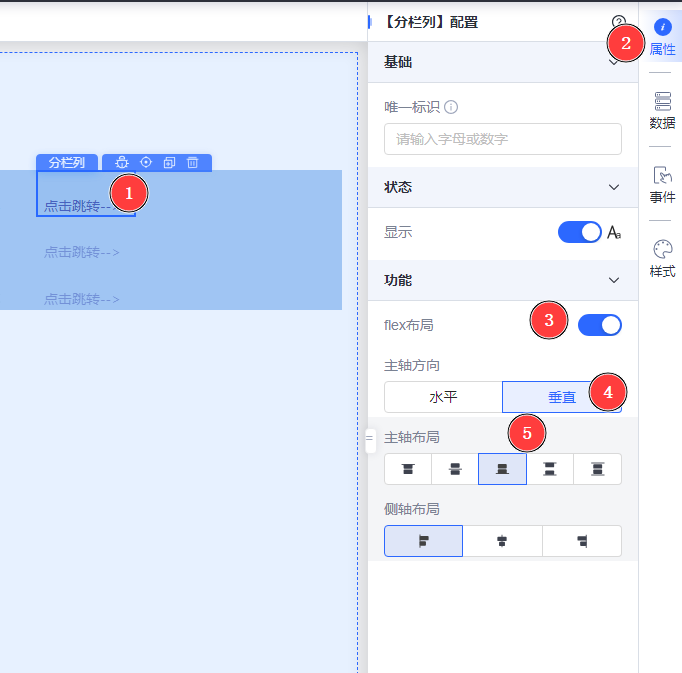 【分栏列】配置
2
属性
基础
唯一标识
请输入字母或数字
数据
分栏列
1
状态
点击跳转--
事件
显示
Aa
点击跳转-->
样式
功能
点击跳转-->
flex布局
3
主轴方向
水平
垂直
4
主轴布局
5
侧轴布局